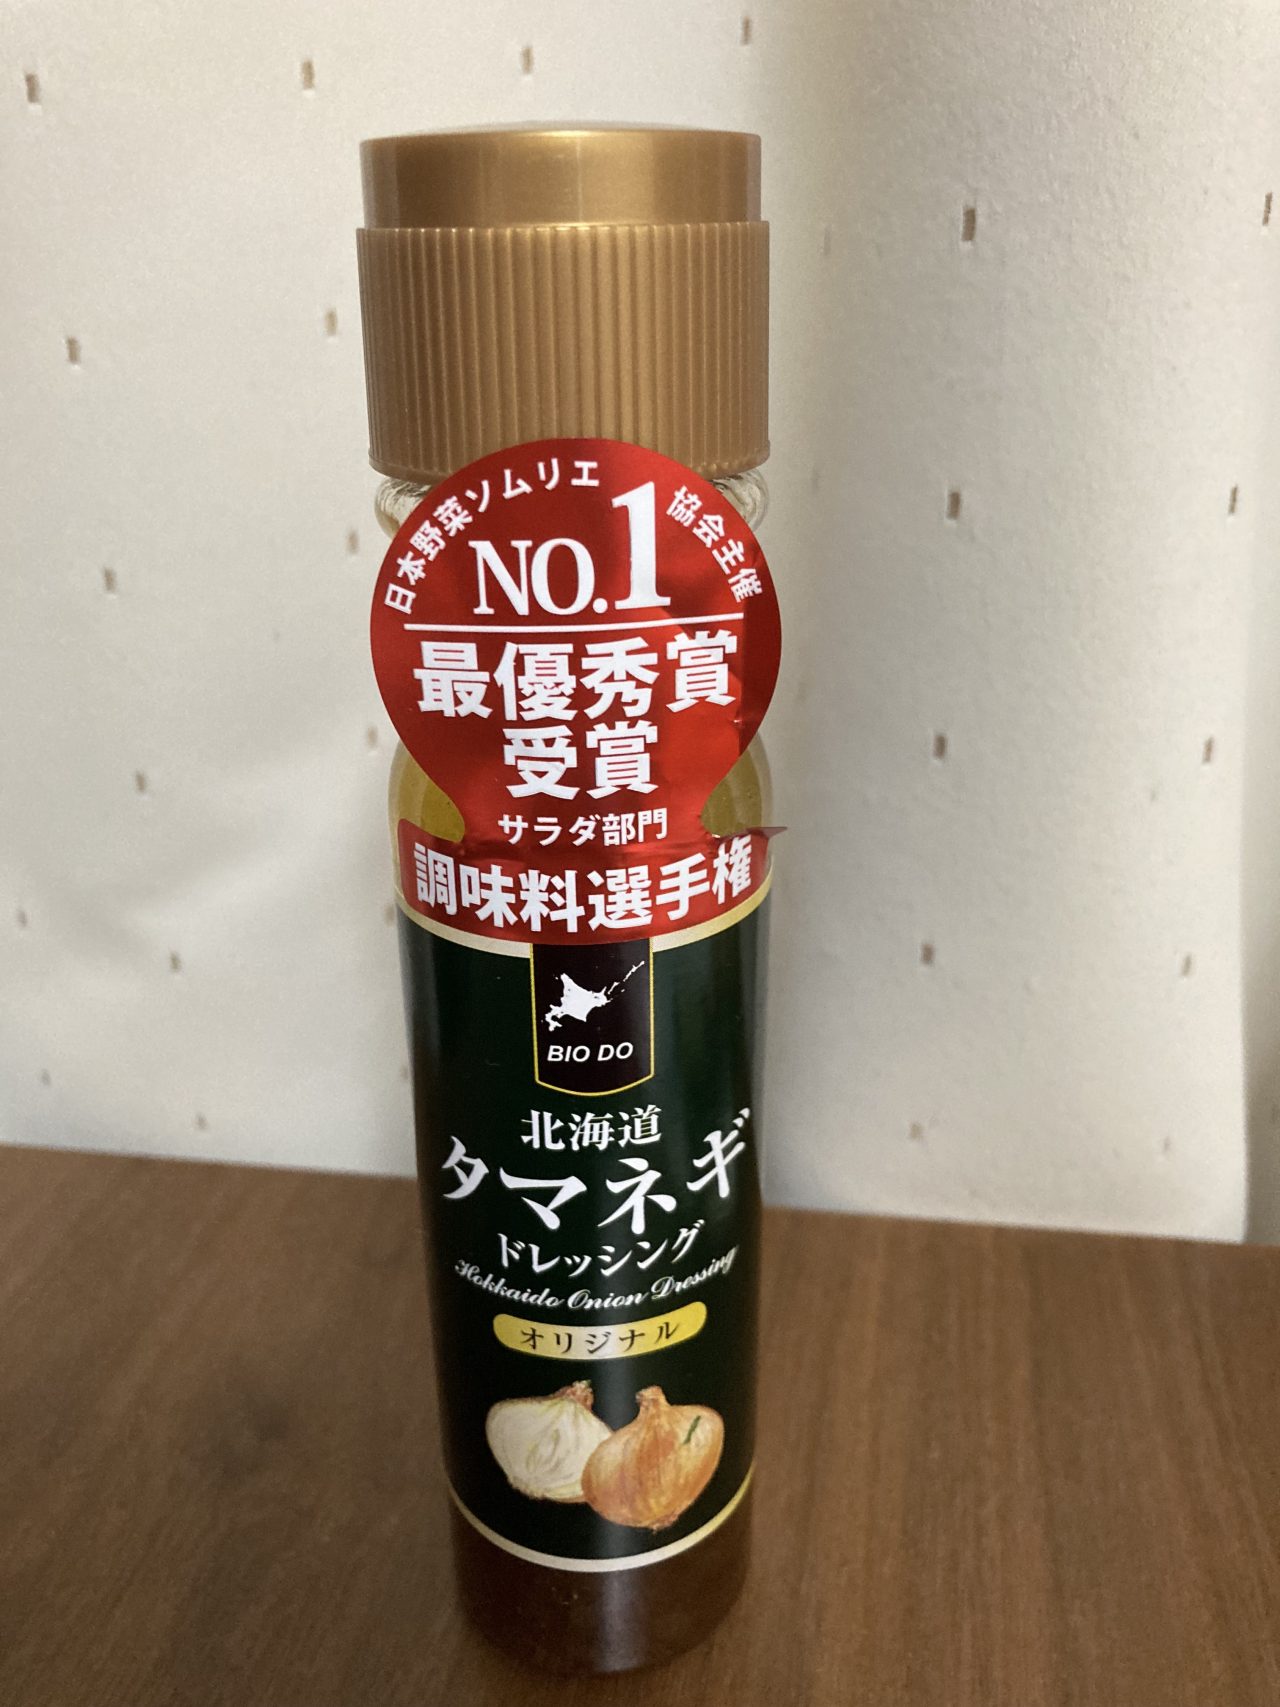 日本野菜ソムリエ協会主催
NO.1
最優秀賞
受賞
サラダ部門
調味料選手権
BIO DO
北海道
タマネギ
ドレッシング
Hokkaido Onion Dressing
オリジナル